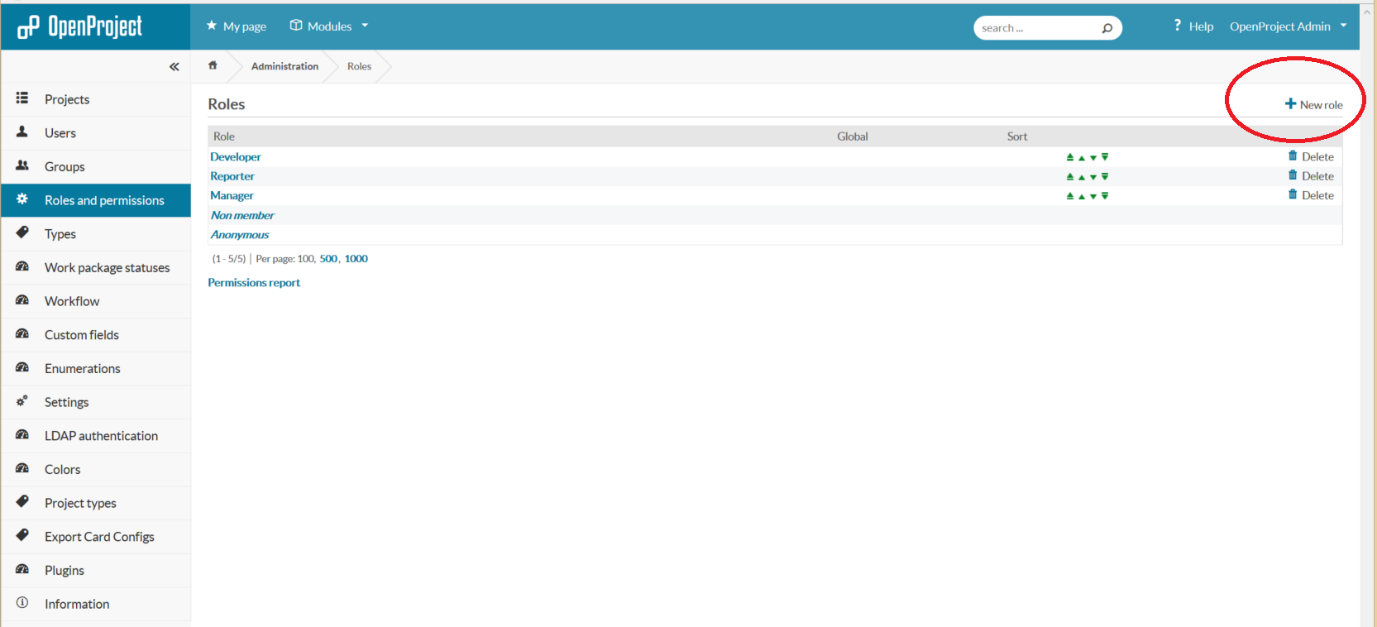 OpenProject
My page Modules
search ...
? Help OpenProject Admin
«
Administration Roles
Projects
Users
Groups
Roles and permissions
Types
Work package statuses
Workflow
Custom fields
Enumerations
Settings
LDAP authentication
Colors
Project types
Export Card Configs
Plugins
Information
Roles
New role
Role Global Sort
Developer Delete
Reporter Delete
Manager Delete
Non member
Anonymous
(1 - 5/5) | Per page: 100, 500, 1000
Permissions report